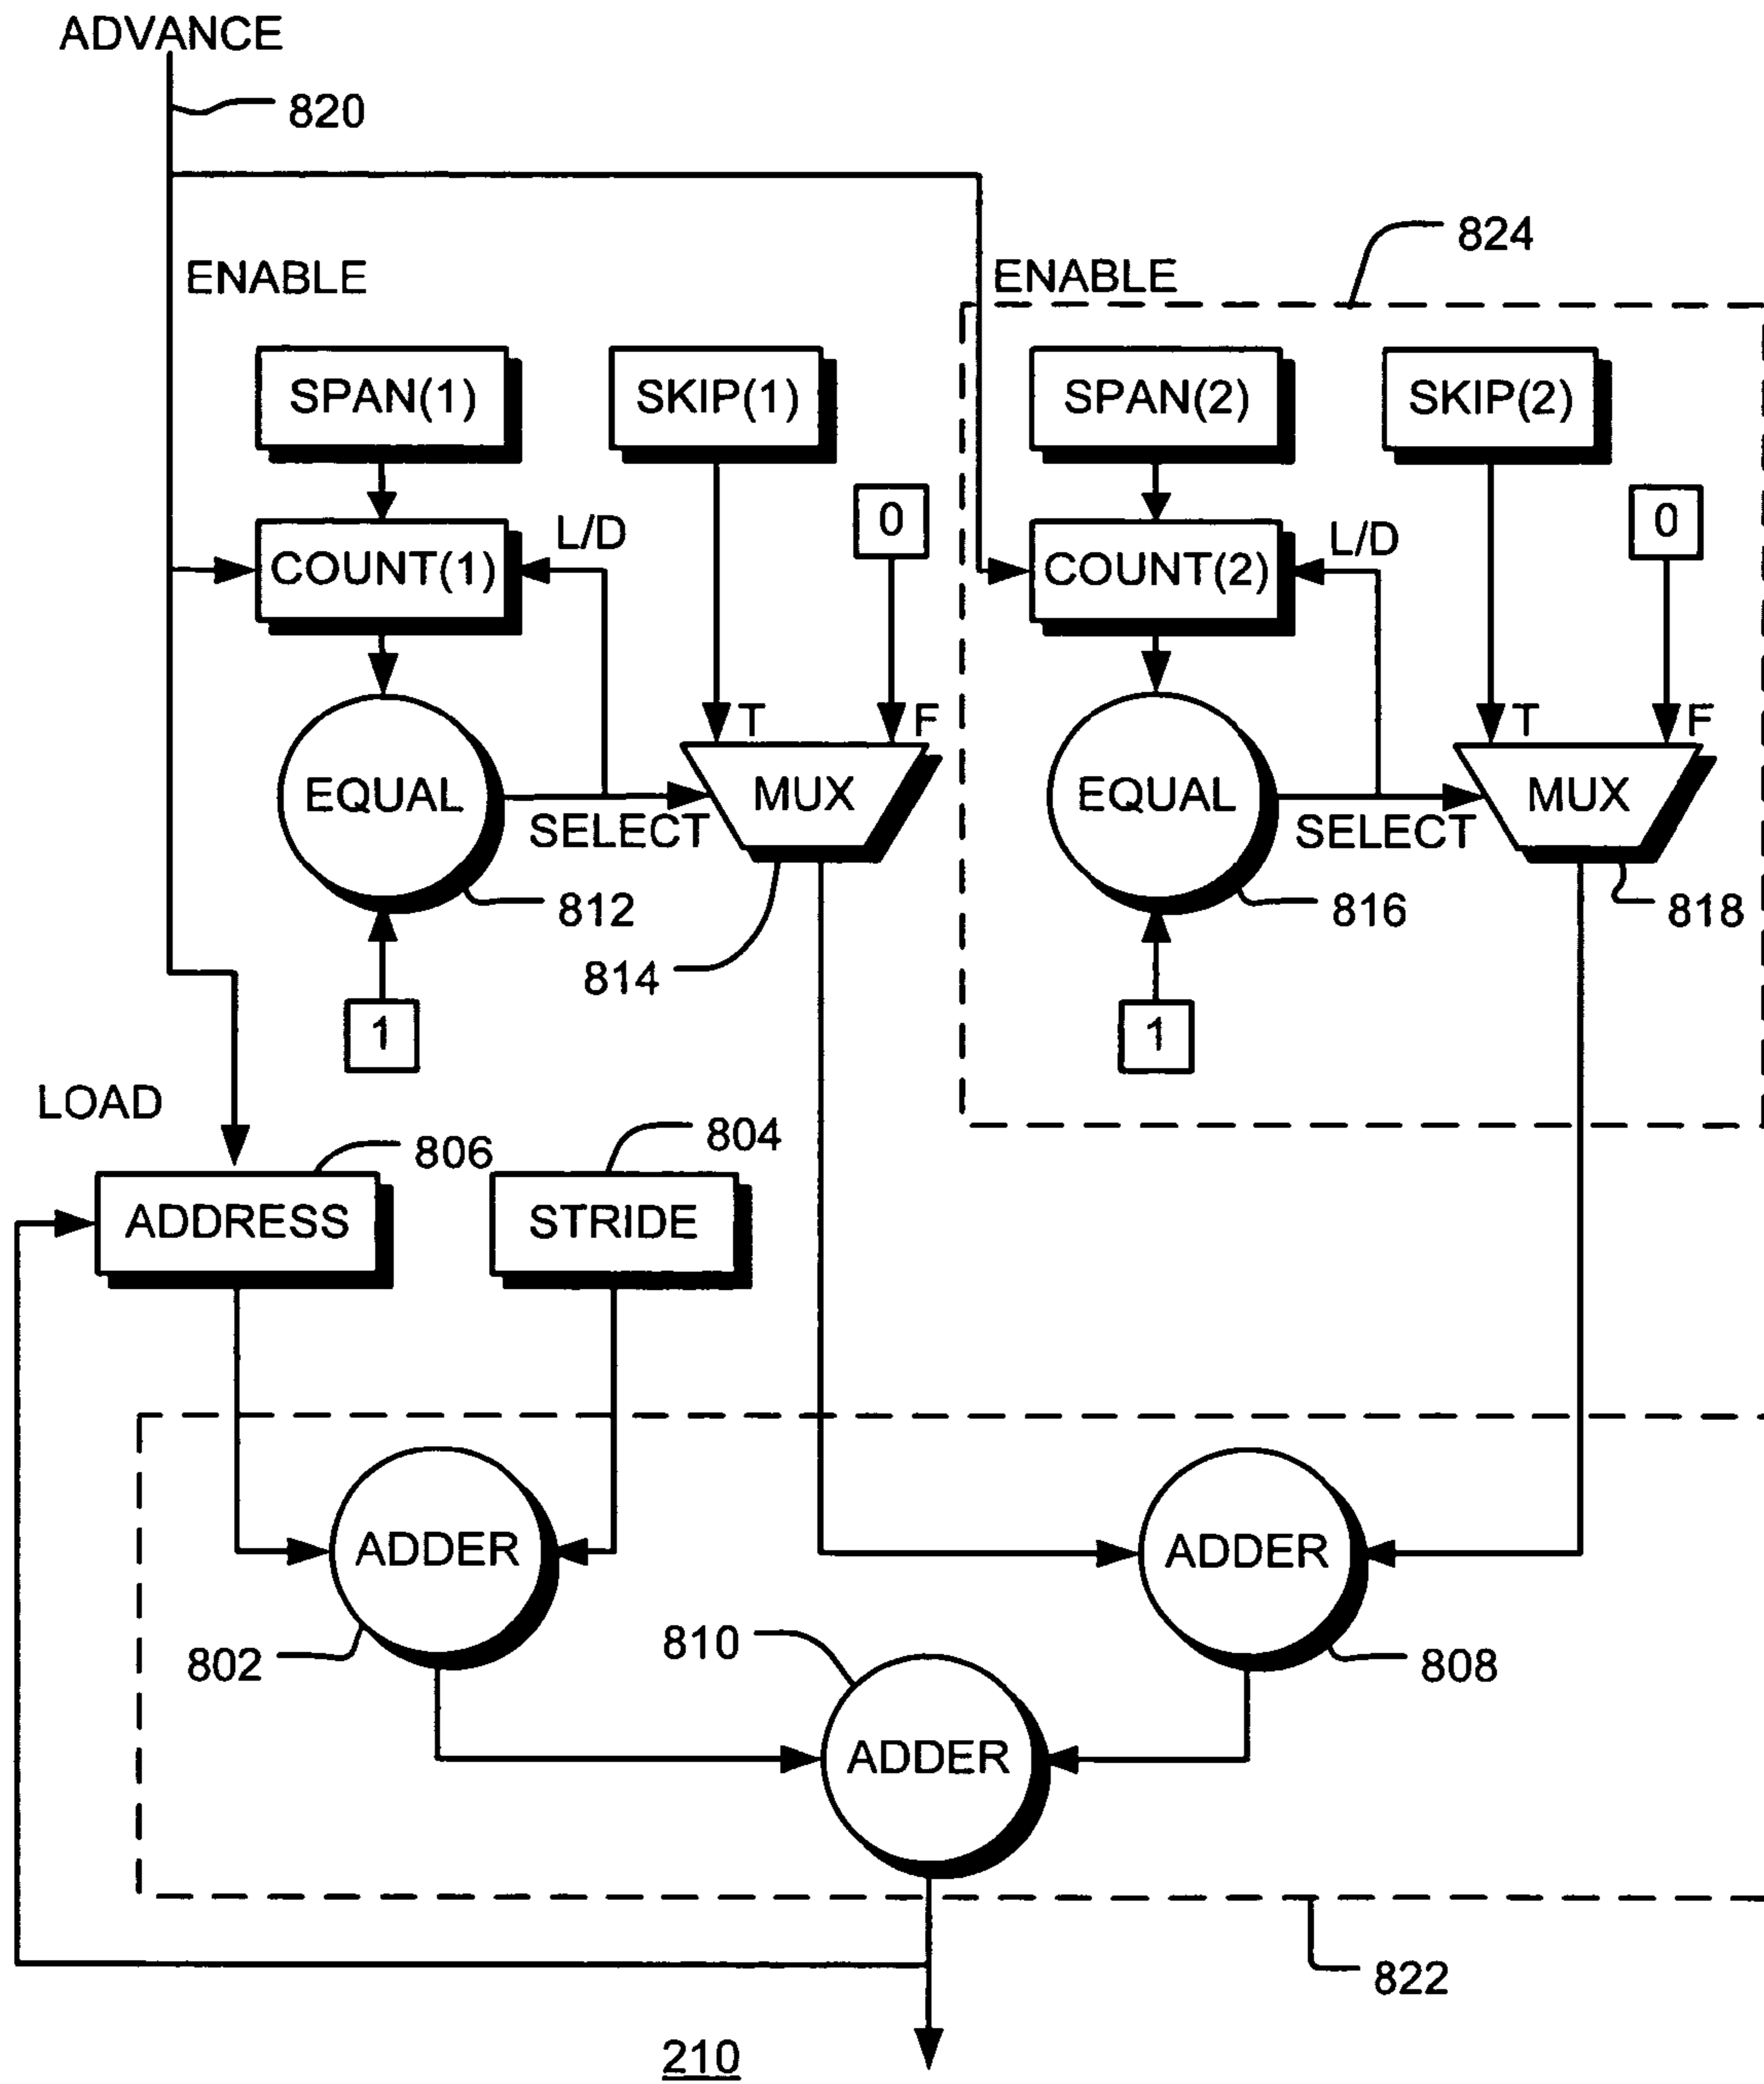 ADVANCE
820
824
ENABLE
ENABLE
SPAN(1)
SKIP(1)
SPAN(2)
SKIP(2)
0
0
L/D
L/D
COUNT(1)
COUNT(2)
T
F
T
F
EQUAL
MUX
EQUAL
MUX
SELECT
SELECT
812
816
818
814
1
1
LOAD
806
804
ADDRESS
STRIDE
ADDER
ADDER
802
810
808
ADDER
822
210